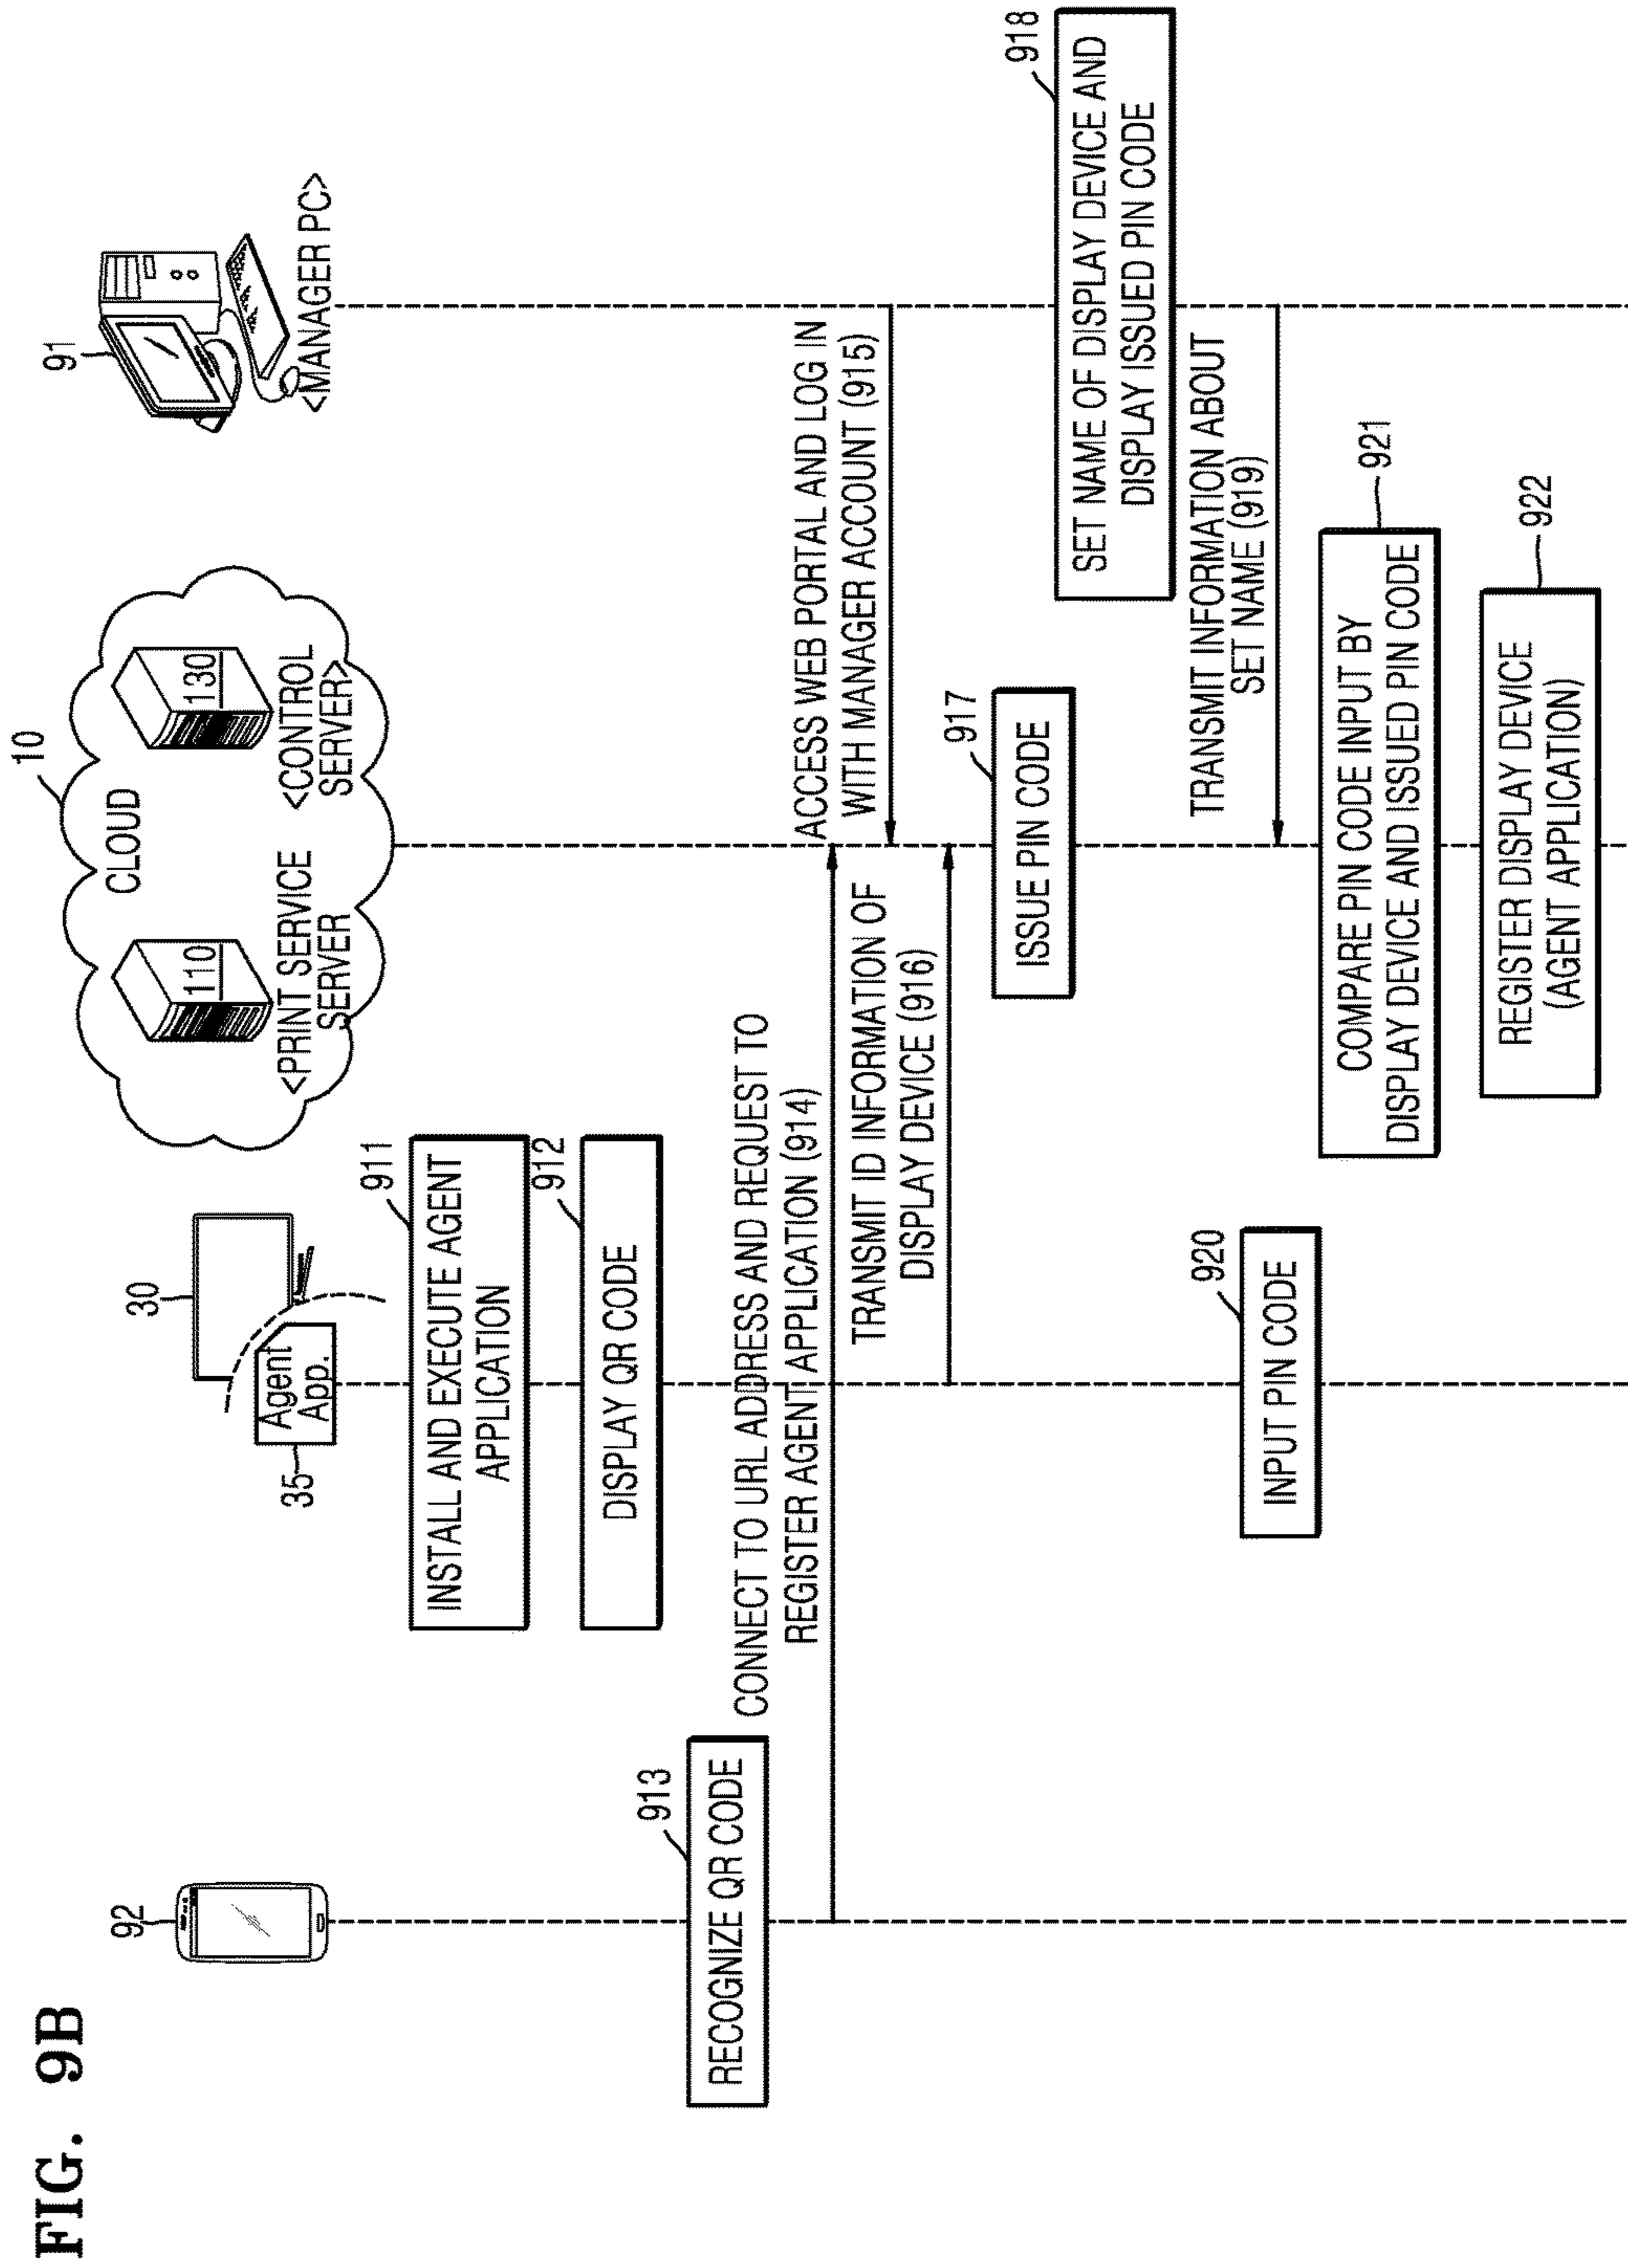 FIG. 9B
92
30
Agent
App.
35
10
CLOUD
110
<PRINT SERVICE
SERVER
130
<CONTROL
SERVER>
91
<MANAGER PC>
911
INSTALL AND EXECUTE AGENT
APPLICATION
912
DISPLAY QR CODE
913
RECOGNIZE QR CODE
CONNECT TO URL ADDRESS AND REQUEST TO
REGISTER AGENT APPLICATION (914)
ACCESS WEB PORTAL AND LOG IN
WITH MANAGER ACCOUNT (915)
TRANSMIT ID INFORMATION OF
DISPLAY DEVICE (916)
917
ISSUE PIN CODE
918
SET NAME OF DISPLAY DEVICE AND
DISPLAY ISSUED PIN CODE
TRANSMIT INFORMATION ABOUT
SET NAME (919)
920
INPUT PIN CODE
921
COMPARE PIN CODE INPUT BY
DISPLAY DEVICE AND ISSUED PIN CODE
922
REGISTER DISPLAY DEVICE
(AGENT APPLICATION)